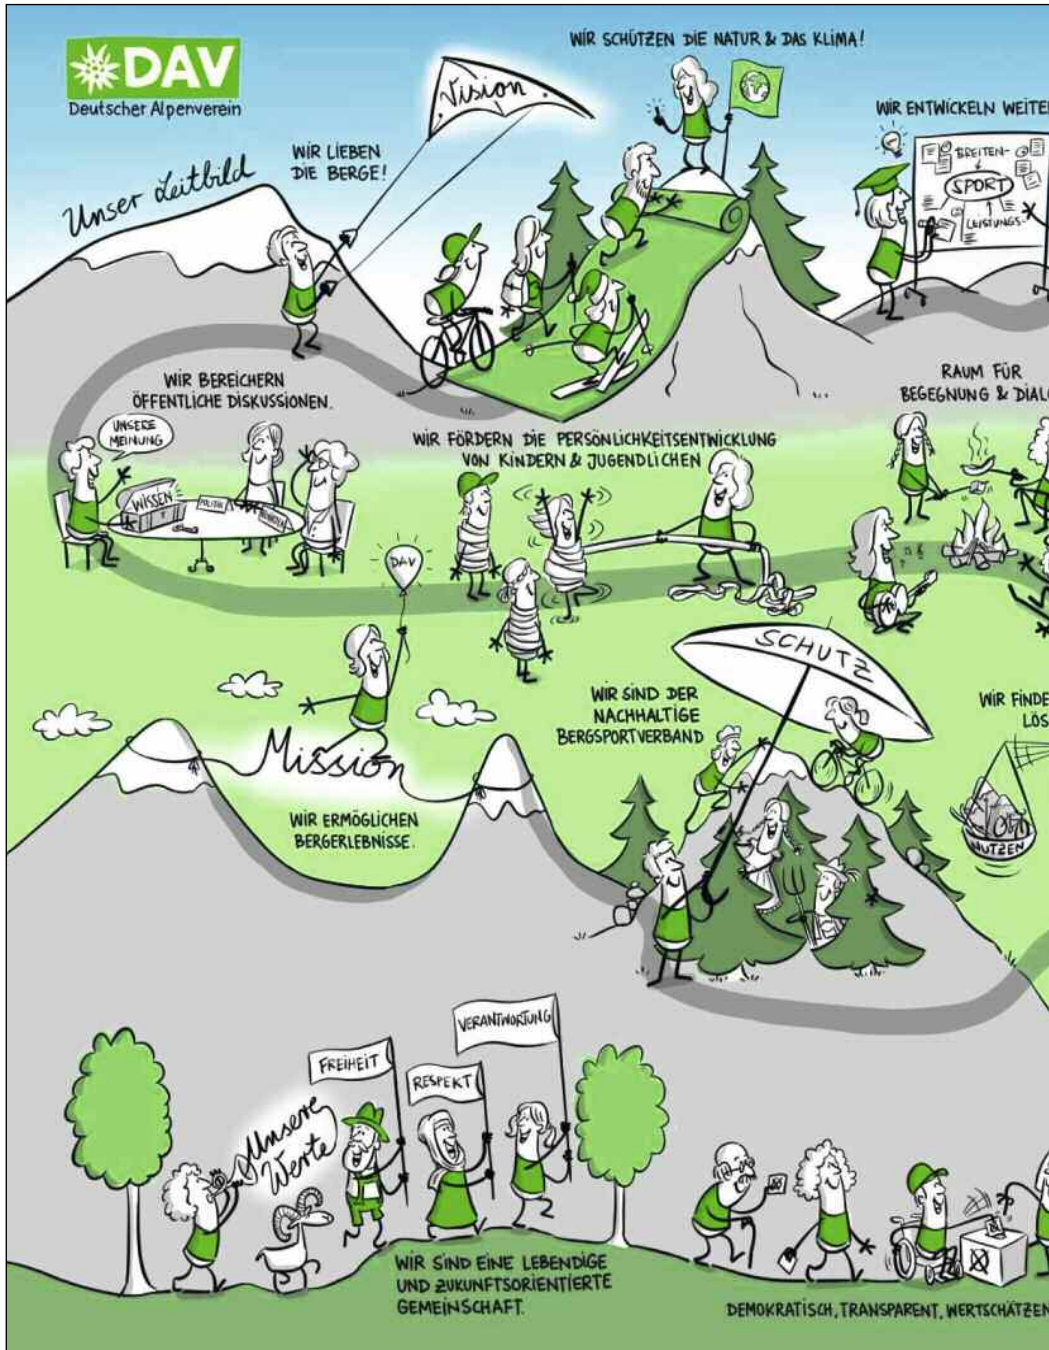 DAV
Deutscher Alpenverein
Unser Leitbild
WIR LIEBEN
DIE BERGE!
Vision
WIR SCHÜTZEN DIE NATUR & DAS KLIMA!
WIR ENTWICKELN WEITER
BREITEN-
SPORT
LEISTUNGS-
WIR BEREICHERN
ÖFFENTLICHE DISKUSSIONEN.
UNSERE
MEINUNG
WISSEN
POLITIK
WIR FÖRDERN DIE PERSÖNLICHKEITSENTWICKLUNG
VON KINDERN & JUGENDLICHEN
RAUM FÜR
BEGEGNUNG & DIALO
DAV
Mission
WIR ERMÖGLICHEN
BERGERLEBNISSE.
WIR SIND DER
NACHHALTIGE
BERGSPORTVERBAND
SCHUTZ
WIR FINDE
LÖS
NUTZEN
Unsere
Werte
FREIHEIT
RESPEKT
VERANTWORTUNG
WIR SIND EINE LEBENDIGE
UND ZUKUNFTSORIENTIERTE
GEMEINSCHAFT.
DEMOKRATISCH, TRANSPARENT, WERTSCHÄTZEN